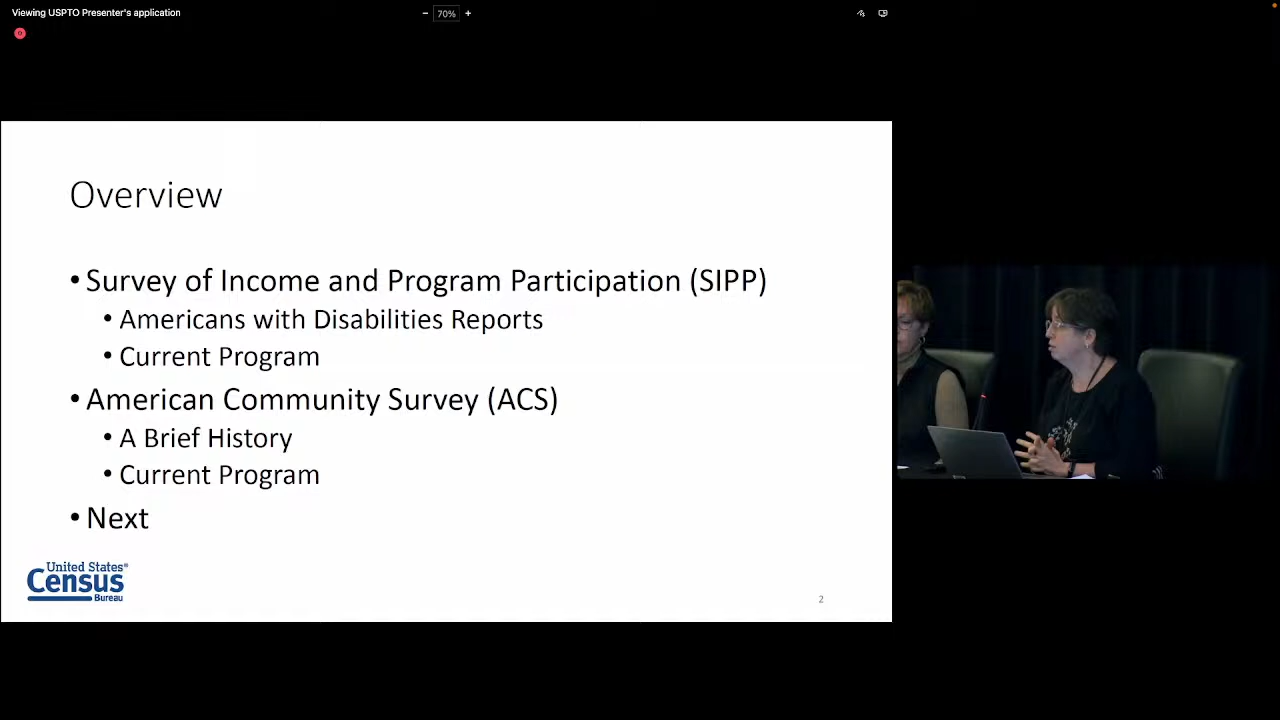 Viewing USPTO Presenter's application
− 70% +
Overview
• Survey of Income and Program Participation (SIPP)
• Americans with Disabilities Reports
• Current Program
• American Community Survey (ACS)
• A Brief History
• Current Program
• Next
United States®
Census
Bureau
2